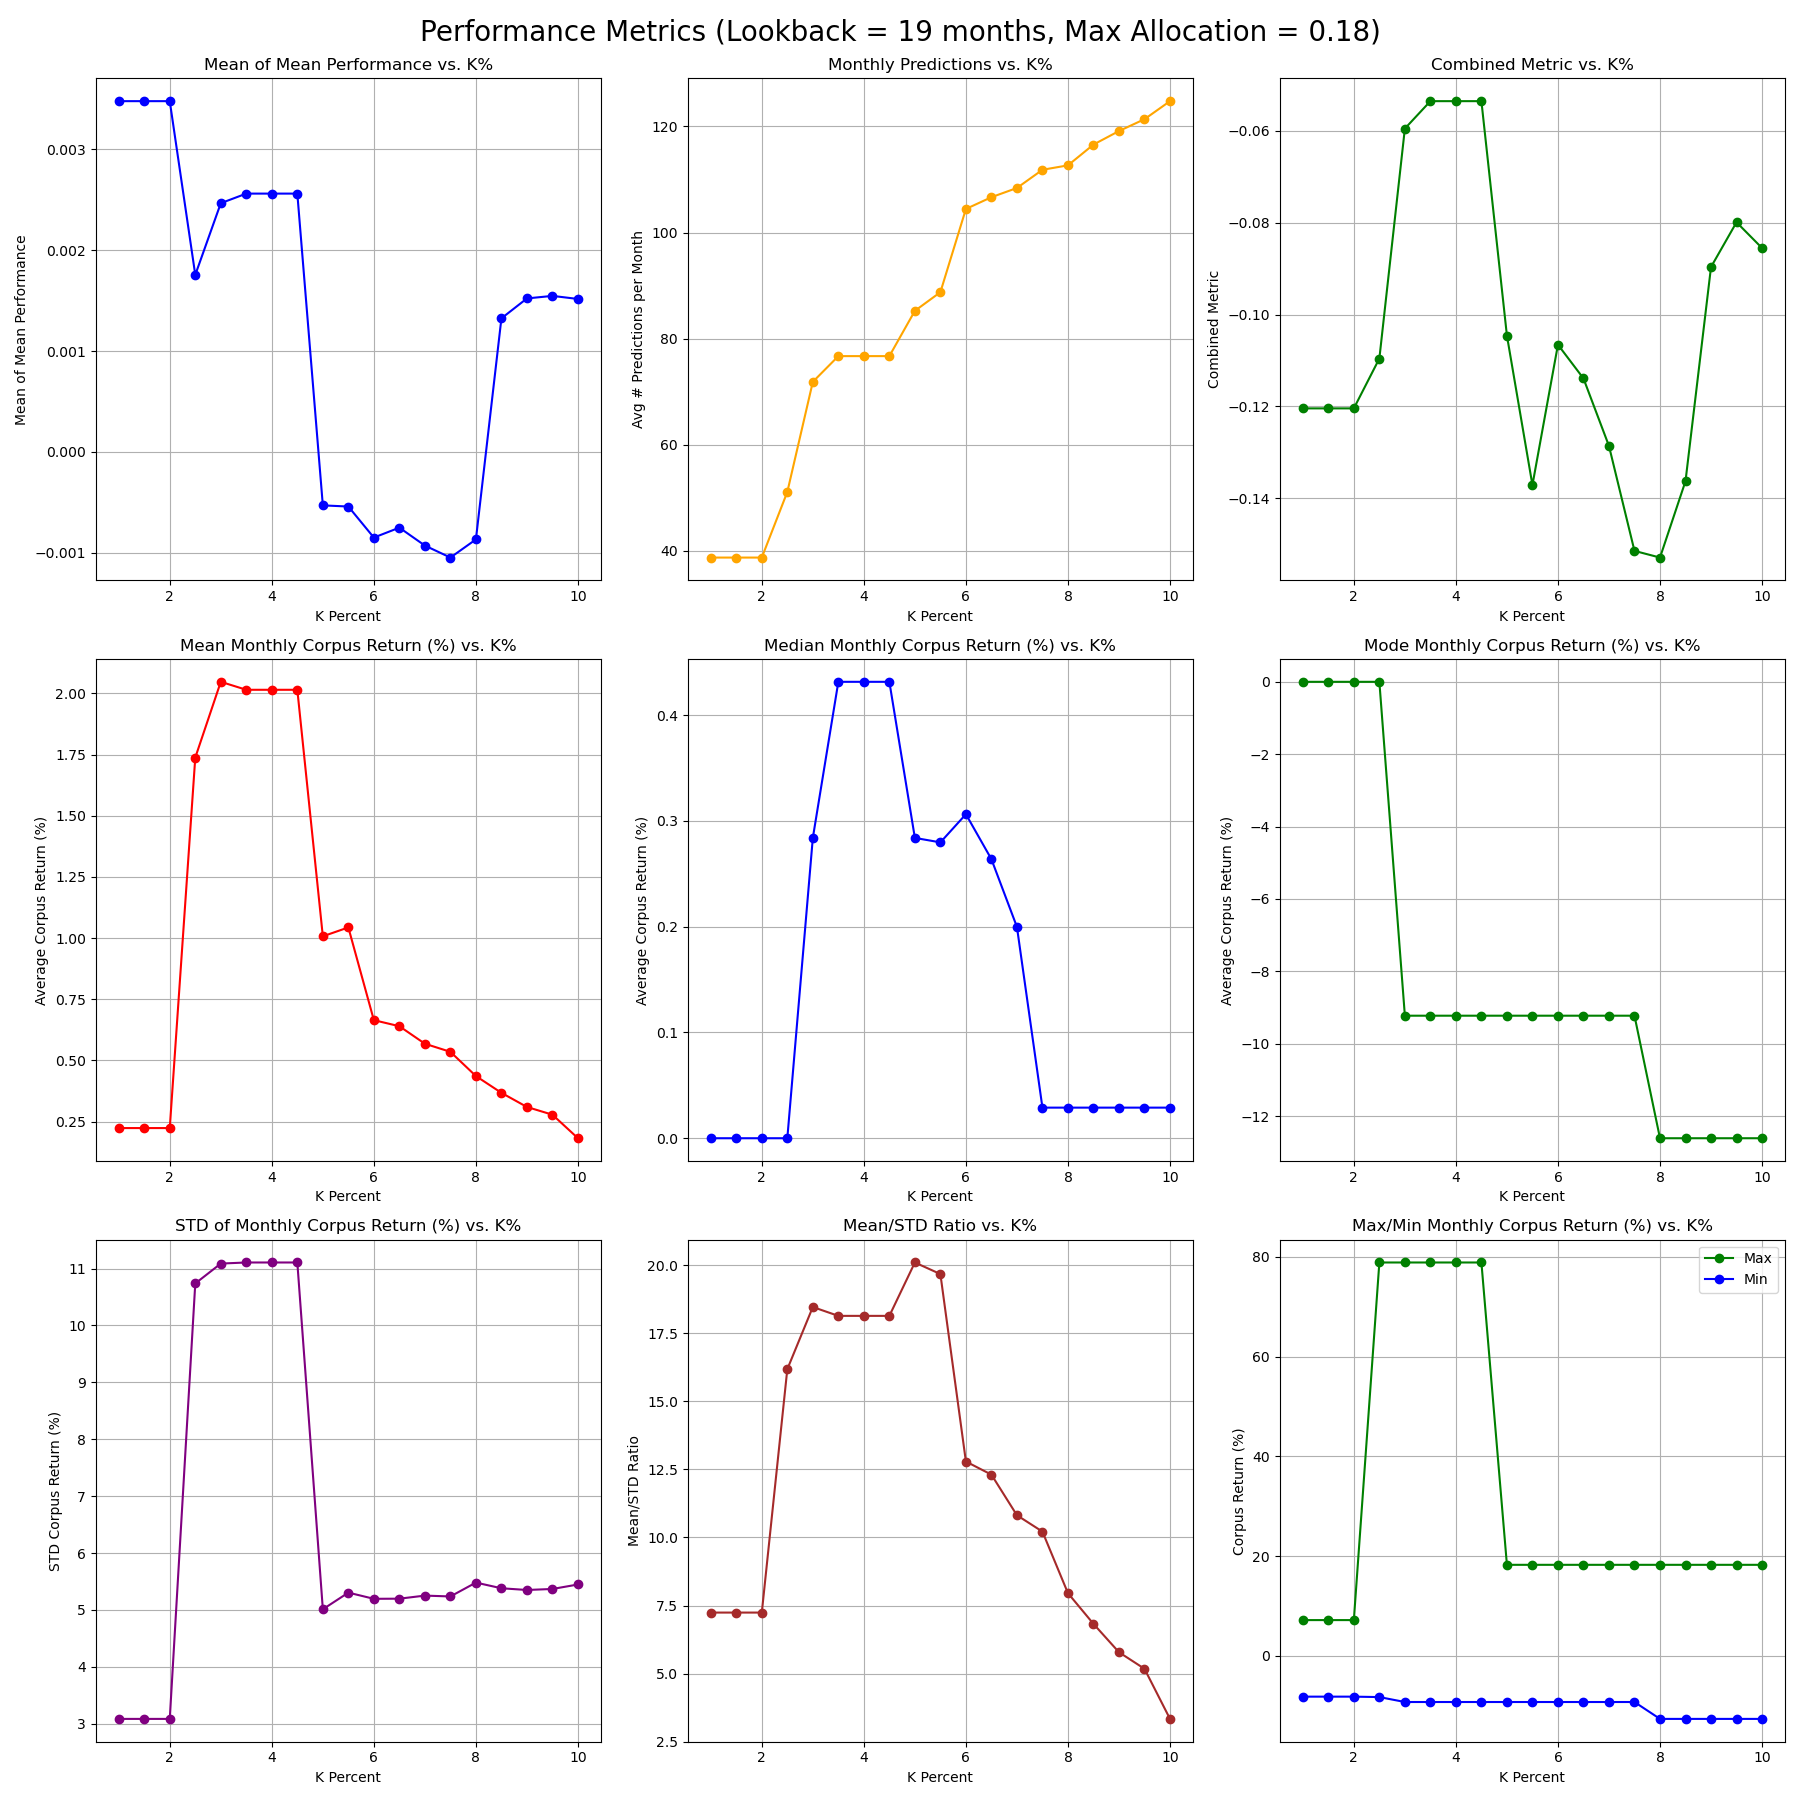 Performance Metrics (Lookback = 19 months, Max Allocation = 0.18)
Mean of Mean Performance vs. K%
Mean of Mean Performance
0.003
0.002
0.001
0.000
−0.001
2 4 6 8 10
K Percent
Monthly Predictions vs. K%
Avg # Predictions per Month
120
100
80
60
40
2 4 6 8 10
K Percent
Combined Metric vs. K%
Combined Metric
−0.06
−0.08
−0.10
−0.12
−0.14
2 4 6 8 10
K Percent
Mean Monthly Corpus Return (%) vs. K%
Average Corpus Return (%)
2.00
1.75
1.50
1.25
1.00
0.75
0.50
0.25
2 4 6 8 10
K Percent
Median Monthly Corpus Return (%) vs. K%
Average Corpus Return (%)
0.4
0.3
0.2
0.1
0.0
2 4 6 8 10
K Percent
Mode Monthly Corpus Return (%) vs. K%
Average Corpus Return (%)
0
−2
−4
−6
−8
−10
−12
2 4 6 8 10
K Percent
STD of Monthly Corpus Return (%) vs. K%
STD Corpus Return (%)
11
10
9
8
7
6
5
4
3
2 4 6 8 10
K Percent
Mean/STD Ratio vs. K%
Mean/STD Ratio
20.0
17.5
15.0
12.5
10.0
7.5
5.0
2.5
2 4 6 8 10
K Percent
Max/Min Monthly Corpus Return (%) vs. K%
Corpus Return (%)
80
60
40
20
0
Max
Min
2 4 6 8 10
K Percent